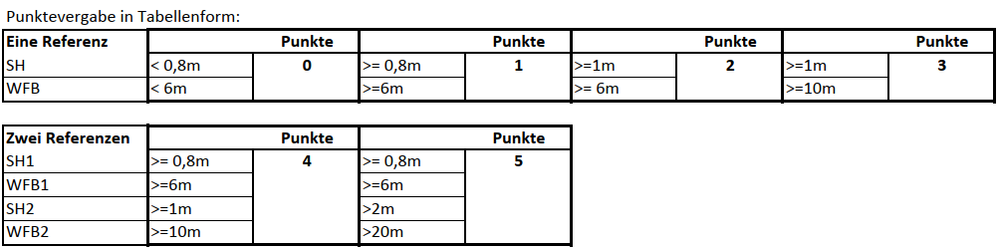 Punktevergabe in Tabellenform:
Eine Referenz Punkte Punkte Punkte Punkte
SH < 0,8m 0 >= 0,8m 1 >=1m 2 >=1m 3
WFB < 6m >=6m >= 6m >=10m
Zwei Referenzen Punkte Punkte
SH1 >= 0,8m 4 >= 0,8m 5
WFB1 >=6m >=6m
SH2 >=1m >2m
WFB2 >=10m >20m